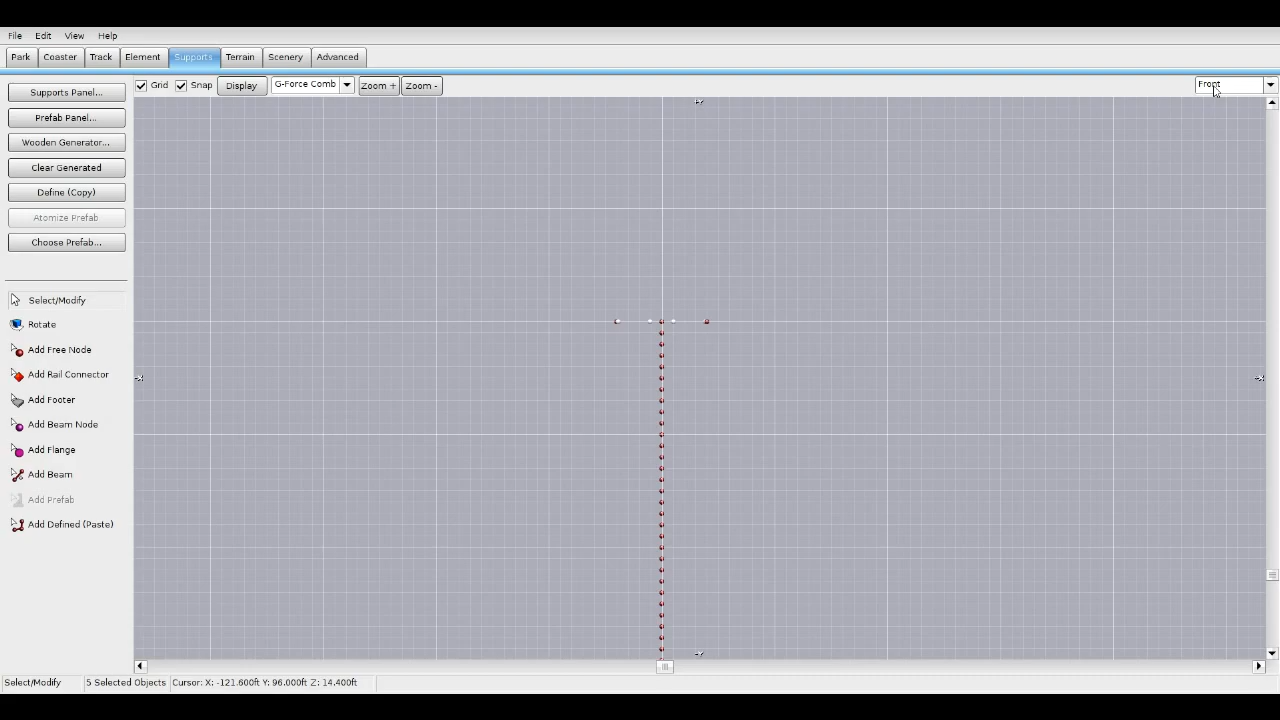 File Edit View Help
Park Coaster Track Element Supports Terrain Scenery Advanced
Supports Panel... Grid Snap Display G-Force Comb Zoom + Zoom - Front
Prefab Panel...
Wooden Generator...
Clear Generated
Define (Copy)
Atomize Prefab
Choose Prefab...
Select/Modify
Rotate
Add Free Node
Add Rail Connector
Add Footer
Add Beam Node
Add Flange
Add Beam
Add Prefab
Add Defined (Paste)
Select/Modify 5 Selected Objects Cursor: X: -121.600ft Y: 96.000ft Z: 14.400ft